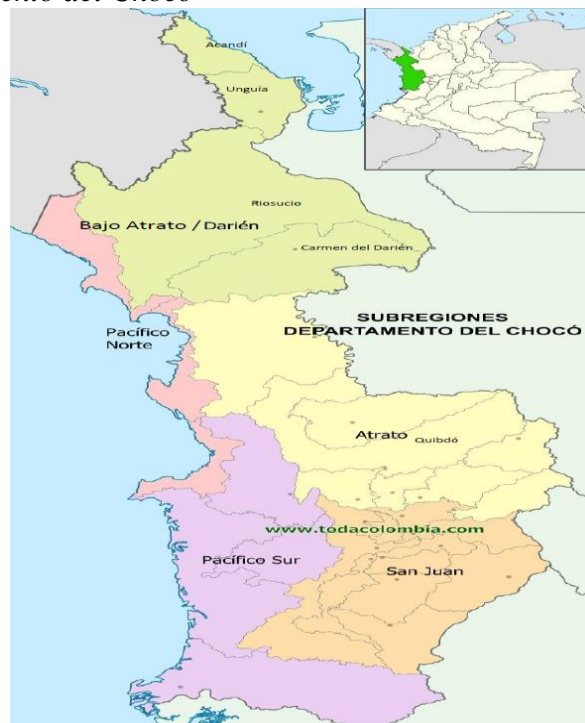 Acandí
Unguía
Riosucio
Bajo Atrato / Darién
Carmen del Darién
SUBREGIONES
DEPARTAMENTO DEL CHOCÓ
Pacífico
Norte
Atrato
Quibdó
www.todacolombia.com
Pacífico Sur
San Juan